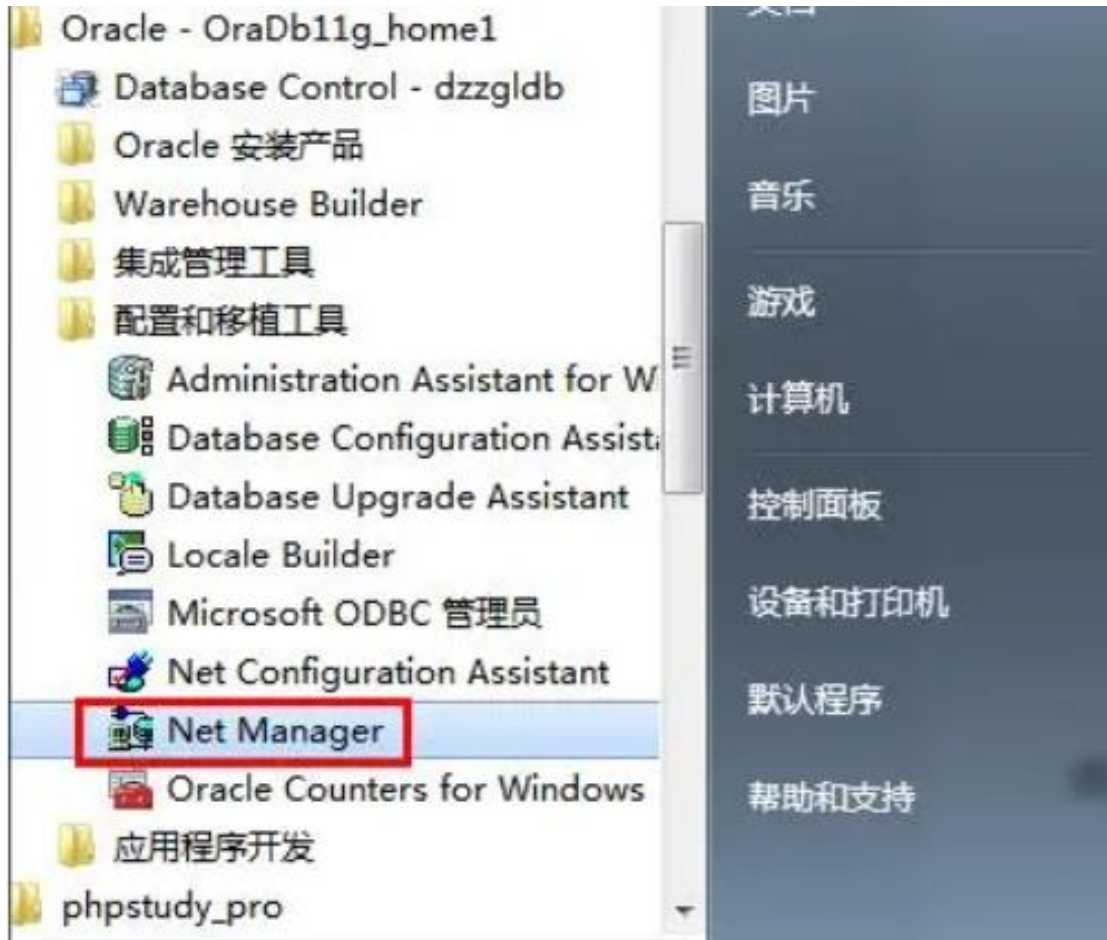 Oracle - OraDb11g_home1
Database Control - dzzgldb
Oracle 安装产品
Warehouse Builder
集成管理工具
配置和移植工具
Administration Assistant for W
Database Configuration Assista
Database Upgrade Assistant
Locale Builder
Microsoft ODBC 管理员
Net Configuration Assistant
Net Manager
Oracle Counters for Windows
应用程序开发
phpstudy_pro
图片
音乐
游戏
计算机
控制面板
设备和打印机
默认程序
帮助和支持